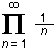 ∞
∏ 1/n
n = 1